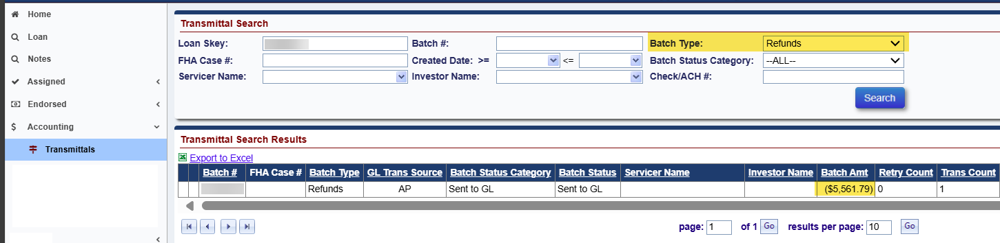 Home
Loan
Notes
Assigned
Endorsed
$ Accounting
Transmittals
Transmittal Search
Loan Skey: Batch #: Batch Type: Refunds
FHA Case #: Created Date: >= <= Batch Status Category: --ALL--
Servicer Name: Investor Name: Check/ACH #:
Search
Transmittal Search Results
Export to Excel
Batch # FHA Case # Batch Type GL Trans Source Batch Status Category Batch Status Servicer Name Investor Name Batch Amt Retry Count Trans Count
Refunds AP Sent to GL Sent to GL ($5,561.79) 0 1
page: 1 of 1 Go results per page: 10 Go